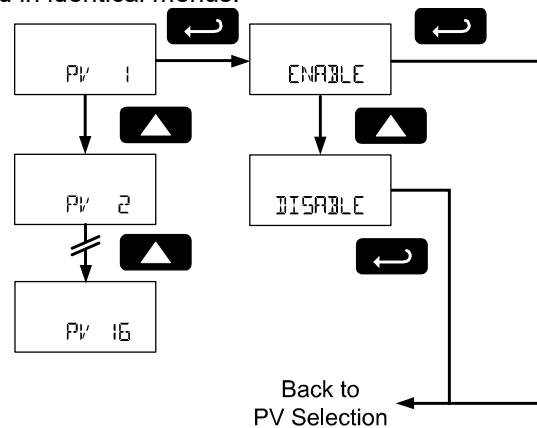 d in identical menus.
PV 1
ENABLE
PV 2
DISABLE
PV 16
Back to
PV Selection